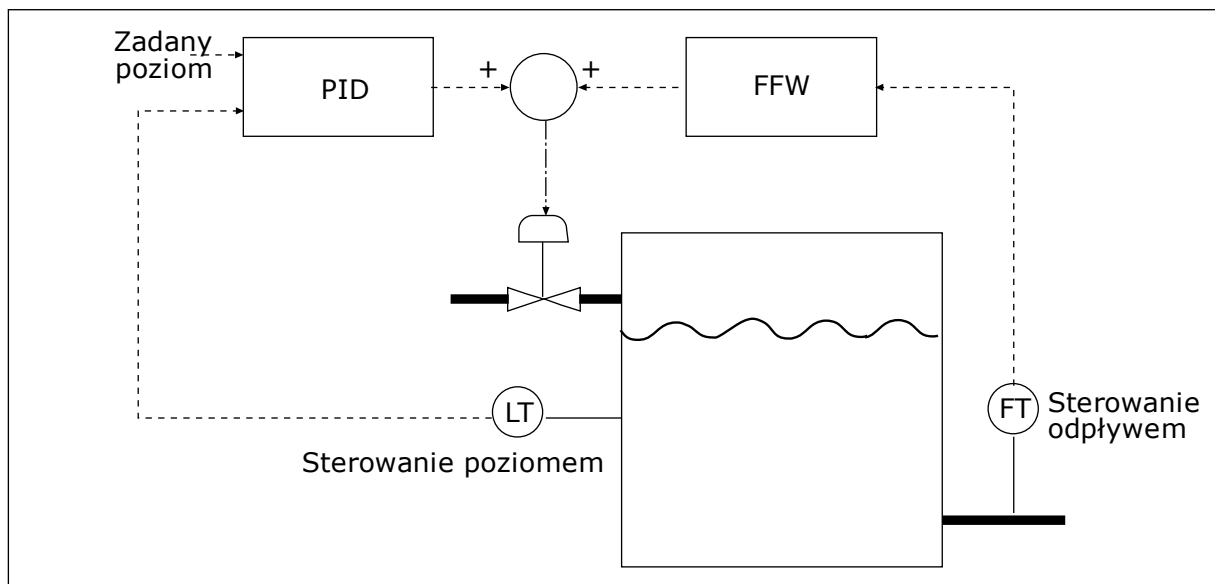 Zadany
poziom
PID
+
+
FFW
LT
FT
Sterowanie
odpływem
Sterowanie poziomem